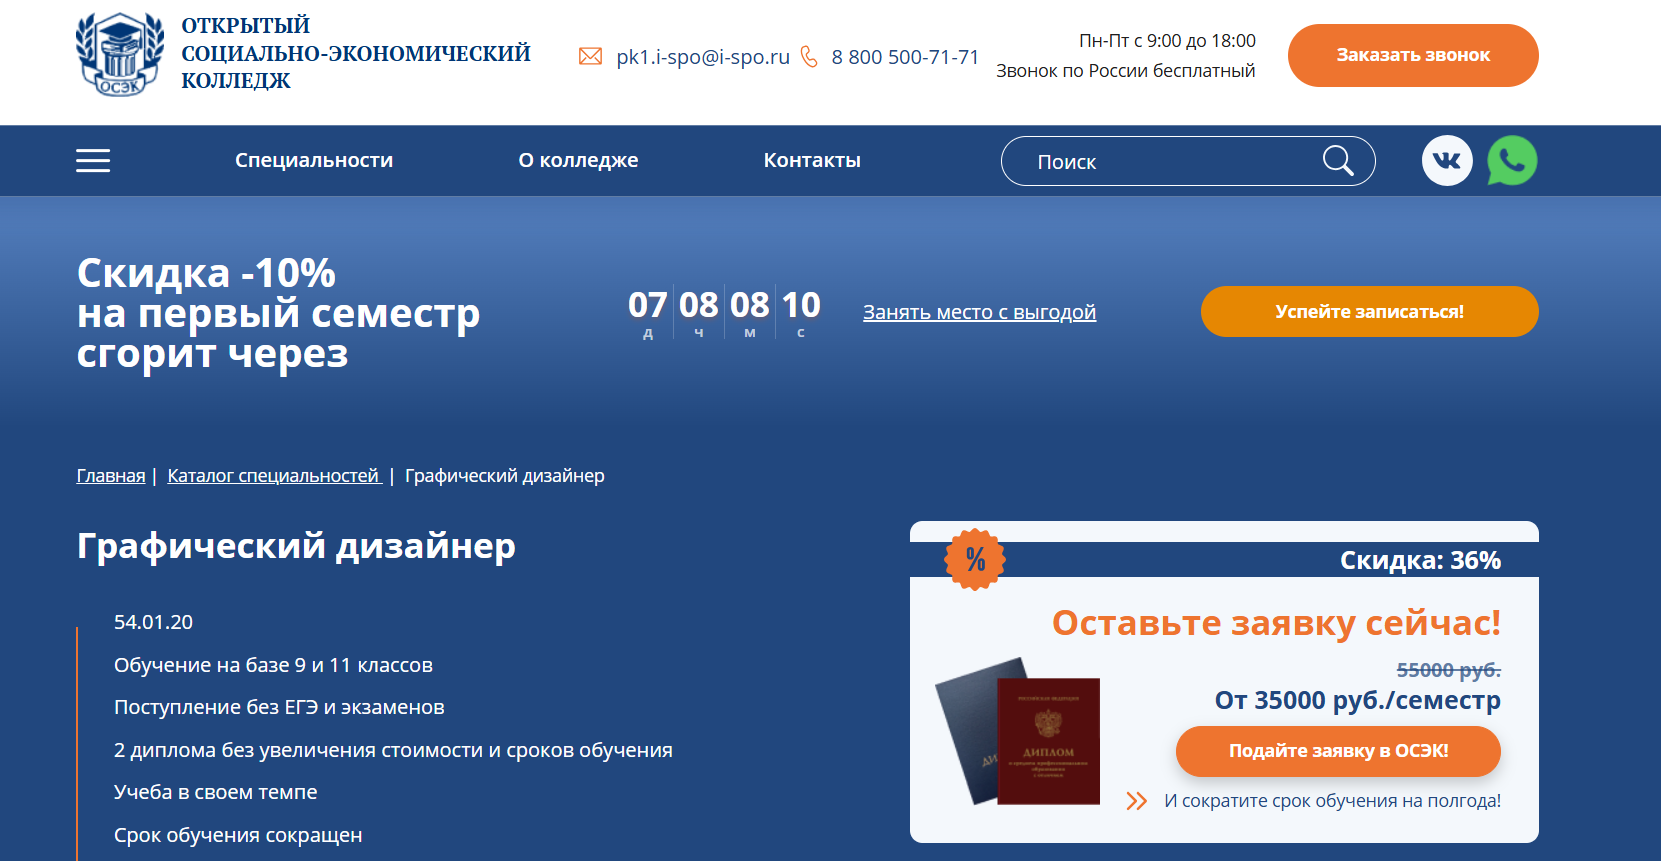 ОТКРЫТЫЙ
СОЦИАЛЬНО-ЭКОНОМИЧЕСКИЙ
КОЛЛЕДЖ
ОСЭК
pk1.i-spo@i-spo.ru
8 800 500-71-71
Пн-Пт с 9:00 до 18:00
Звонок по России бесплатный
Заказать звонок
Специальности
О колледже
Контакты
Поиск
Скидка -10%
на первый семестр
сгорит через
07 08 08 10
д ч м с
Занять место с выгодой
Успейте записаться!
Главная | Каталог специальностей | Графический дизайнер
Графический дизайнер
54.01.20
Обучение на базе 9 и 11 классов
Поступление без ЕГЭ и экзаменов
2 диплома без увеличения стоимости и сроков обучения
Учеба в своем темпе
Срок обучения сокращен
%
Скидка: 36%
Оставьте заявку сейчас!
55000 руб.
От 35000 руб./семестр
РОССИЙСКАЯ ФЕДЕРАЦИЯ
ДИПЛОМ
Подайте заявку в ОСЭК!
И сократите срок обучения на полгода!